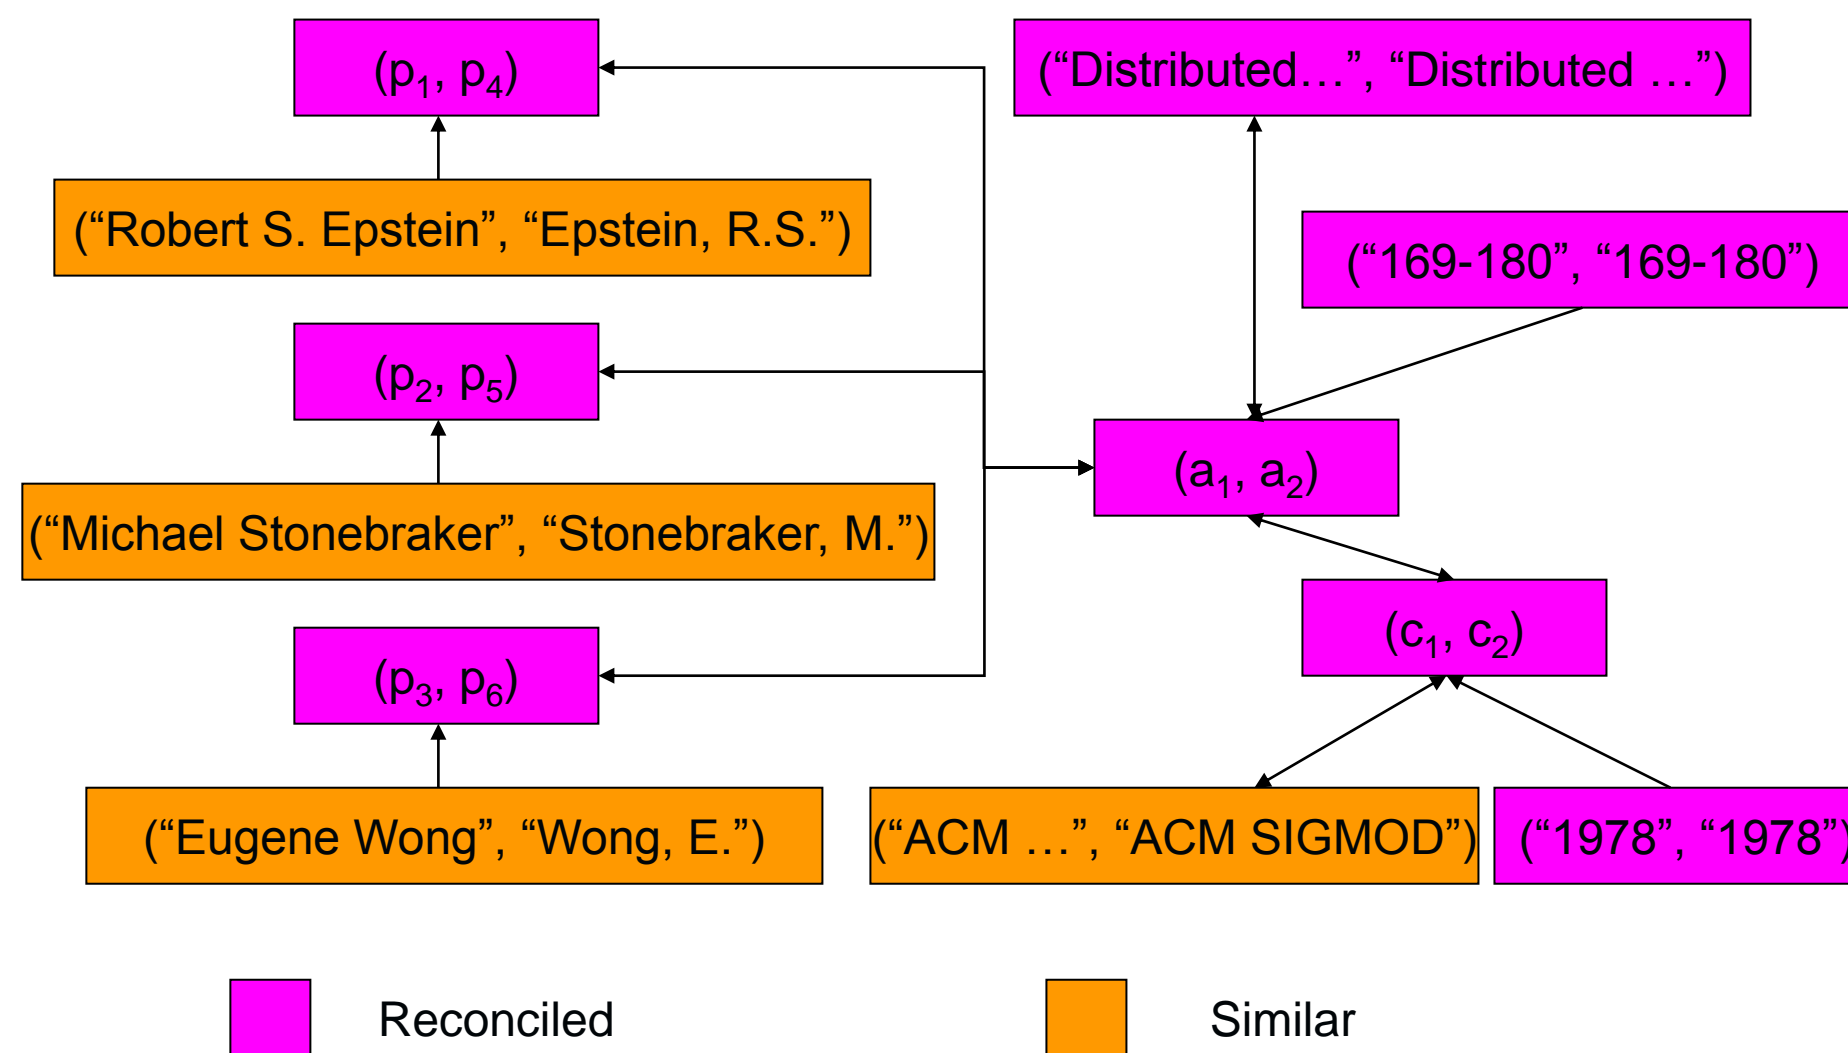 (p₁, p₄)
(“Distributed…”, “Distributed …”)
(“Robert S. Epstein”, “Epstein, R.S.”)
(“169-180”, “169-180”)
(p₂, p₅)
(a₁, a₂)
(“Michael Stonebraker”, “Stonebraker, M.”)
(c₁, c₂)
(p₃, p₆)
(“Eugene Wong”, “Wong, E.”)
(“ACM …”, “ACM SIGMOD”)
(“1978”, “1978”)
Reconciled
Similar